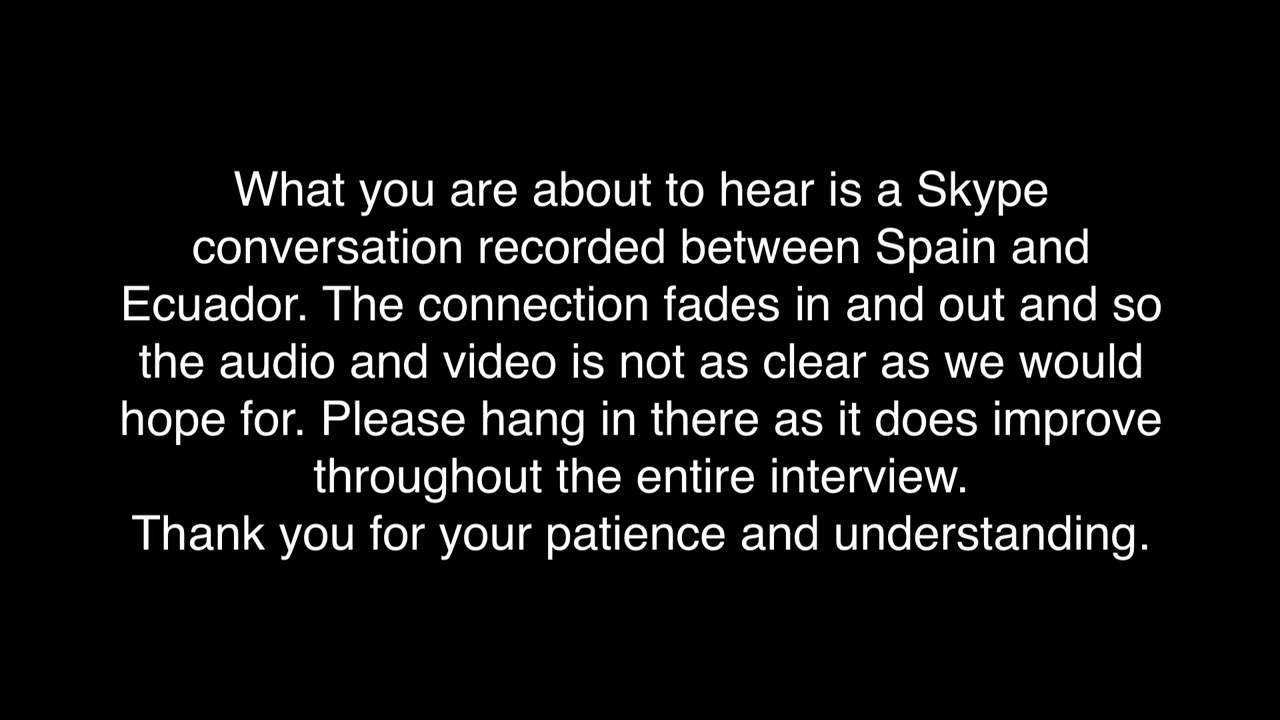 What you are about to hear is a Skype
conversation recorded between Spain and
Ecuador. The connection fades in and out and so
the audio and video is not as clear as we would
hope for. Please hang in there as it does improve
throughout the entire interview.
Thank you for your patience and understanding.